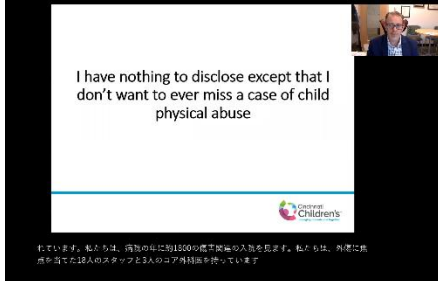 I have nothing to disclose except that I
don't want to ever miss a case of child
physical abuse
Cincinnati
Children's
れています。私たちは、病院の年に約1800の傷害関連の入院を見ます。私たちは、外傷に焦
点を当てた18人のスタッフと3人のコア外科医を持っています